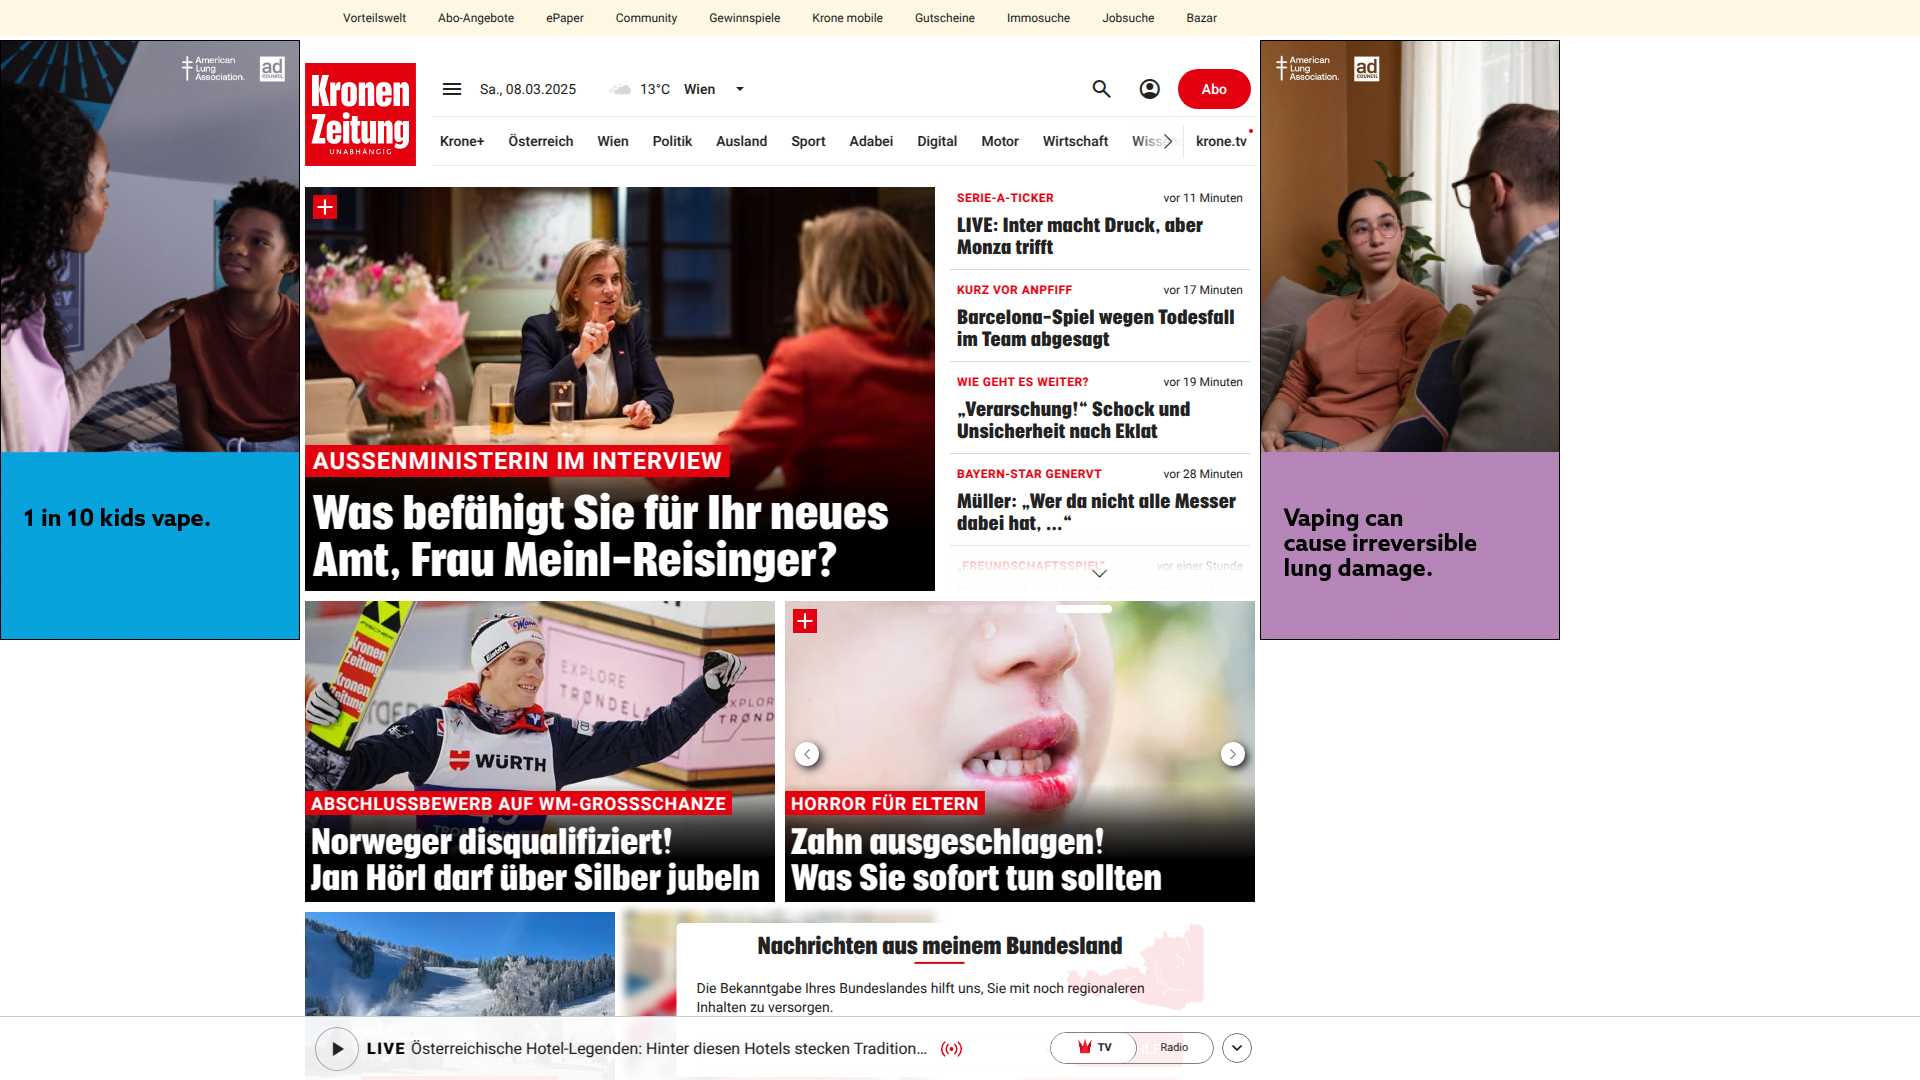 Vorteilswelt
Abo-Angebote
ePaper
Community
Gewinnspiele
Krone mobile
Gutscheine
Immosuche
Jobsuche
Bazar
American
Lung
Association.
ad
COUNCIL
1 in 10 kids vape.
Kronen
Zeitung
UNABHÄNGIG
Sa., 08.03.2025
13°C
Wien
Abo
Krone+
Österreich
Wien
Politik
Ausland
Sport
Adabei
Digital
Motor
Wirtschaft
krone.tv
AUSSENMINISTERIN IM INTERVIEW
Was befähigt Sie für Ihr neues
Amt, Frau Meinl-Reisinger?
SERIE-A-TICKER
vor 11 Minuten
LIVE: Inter macht Druck, aber
Monza trifft
KURZ VOR ANPFIFF
vor 17 Minuten
Barcelona-Spiel wegen Todesfall
im Team abgesagt
WIE GEHT ES WEITER?
vor 19 Minuten
„Verarschung!“ Schock und
Unsicherheit nach Eklat
BAYERN-STAR GENERVT
vor 28 Minuten
Müller: „Wer da nicht alle Messer
dabei hat, ...“
„FREUNDSCHAFTSSPIEL“
vor einer Stunde
American
Lung
Association.
ad
COUNCIL
Vaping can
cause irreversible
lung damage.
Kronen
Zeitung
Kronen
Zeitung
EXPLORE
WÜRTH
ABSCHLUSSBEWERB AUF WM-GROSSSCHANZE
Norweger disqualifiziert!
Jan Hörl darf über Silber jubeln
HORROR FÜR ELTERN
Zahn ausgeschlagen!
Was Sie sofort tun sollten
Nachrichten aus meinem Bundesland
Die Bekanntgabe Ihres Bundeslandes hilft uns, Sie mit noch regionaleren
Inhalten zu versorgen.
LIVE Österreichische Hotel-Legenden: Hinter diesen Hotels stecken Tradition...
TV
Radio